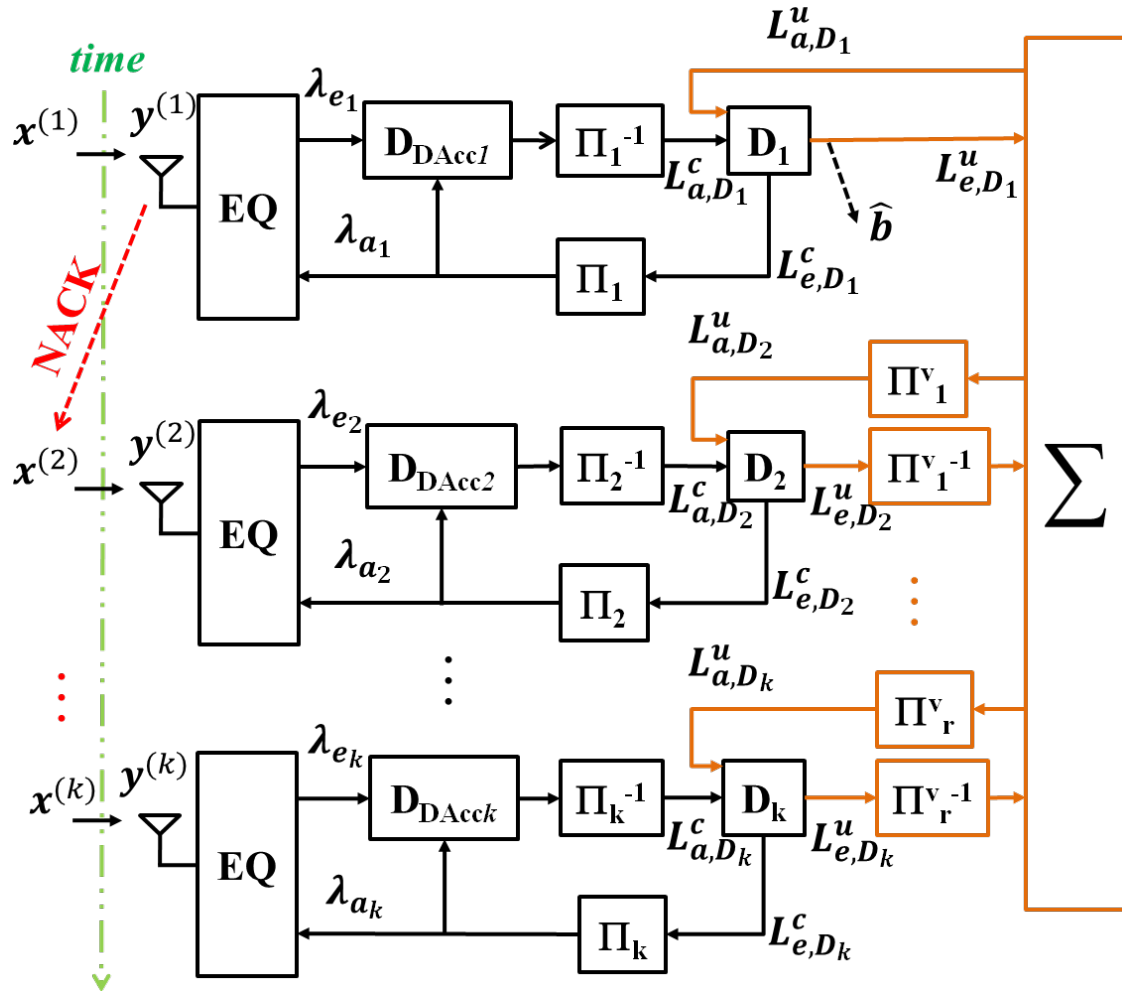 L^u_{a,D_1}
time
x^{(1)} y^{(1)} λ_{e_1} D_{DAcc1} Π_1^{-1} L^c_{a,D_1} D_1 L^u_{e,D_1}
EQ
b̂
λ_{a_1} Π_1 L^c_{e,D_1}
NACK
L^u_{a,D_2} Π^v_1
x^{(2)} y^{(2)} λ_{e_2} D_{DAcc2} Π_2^{-1} L^c_{a,D_2} D_2 L^u_{e,D_2} Π^v_1^{-1}
∑
EQ
λ_{a_2} Π_2 L^c_{e,D_2} ⋮
⋮ ⋮
L^u_{a,D_k} Π^v_r
x^{(k)} y^{(k)} λ_{e_k} D_{DAcck} Π_k^{-1} L^c_{a,D_k} D_k L^u_{e,D_k} Π^v_r^{-1}
EQ
λ_{a_k} Π_k L^c_{e,D_k}